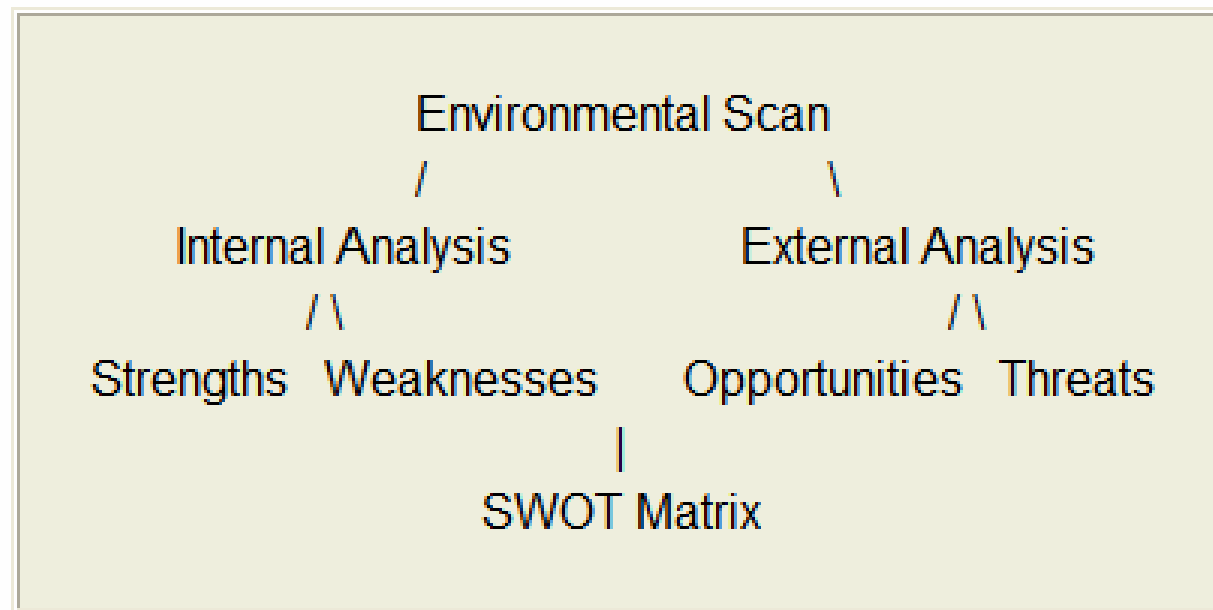 Environmental Scan
/ \
Internal Analysis External Analysis
/ \ / \
Strengths Weaknesses Opportunities Threats
|
SWOT Matrix